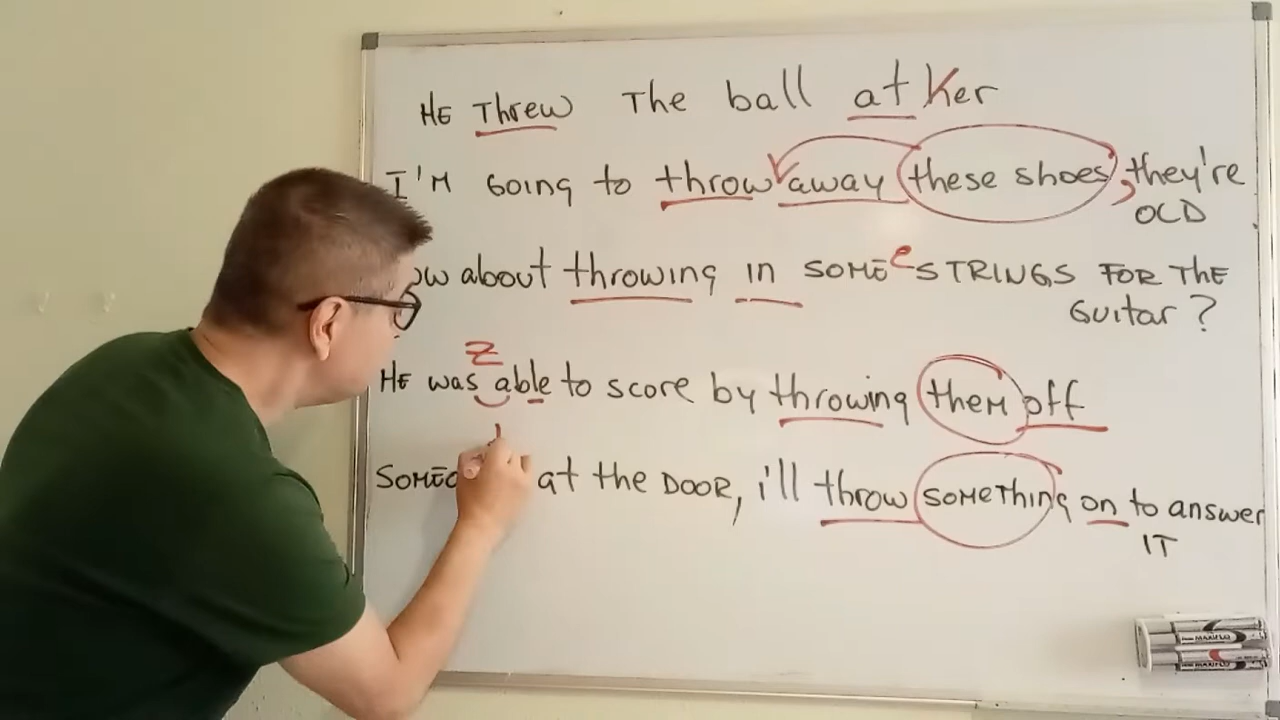 HE THrew THe ball at her
I'M GOing to throw away these shoes, they're
OLD
about throwing in SOME STRINGS FOR THE
GUitar ?
Z
HE was able to score by throwing theM off
at the DOOR, i'll throw SOMETHing on to answer
IT
MAXIFLO
MAXIFLO